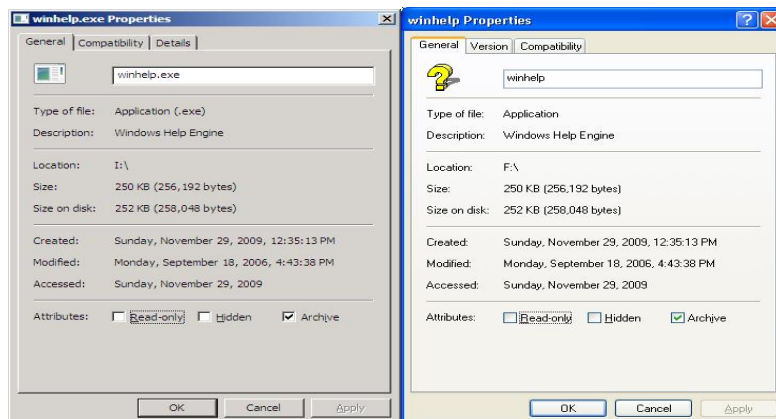 winhelp.exe Properties
General Compatibility Details
winhelp.exe
Type of file: Application (.exe)
Description: Windows Help Engine
Location: I:\
Size: 250 KB (256,192 bytes)
Size on disk: 252 KB (258,048 bytes)
Created: Sunday, November 29, 2009, 12:35:13 PM
Modified: Monday, September 18, 2006, 4:43:38 PM
Accessed: Sunday, November 29, 2009
Attributes: Read-only Hidden Archive
OK Cancel Apply
winhelp Properties
General Version Compatibility
winhelp
Type of file: Application
Description: Windows Help Engine
Location: F:\
Size: 250 KB (256,192 bytes)
Size on disk: 252 KB (258,048 bytes)
Created: Sunday, November 29, 2009, 12:35:13 PM
Modified: Monday, September 18, 2006, 4:43:38 PM
Accessed: Sunday, November 29, 2009
Attributes: Read-only Hidden Archive
OK Cancel Apply